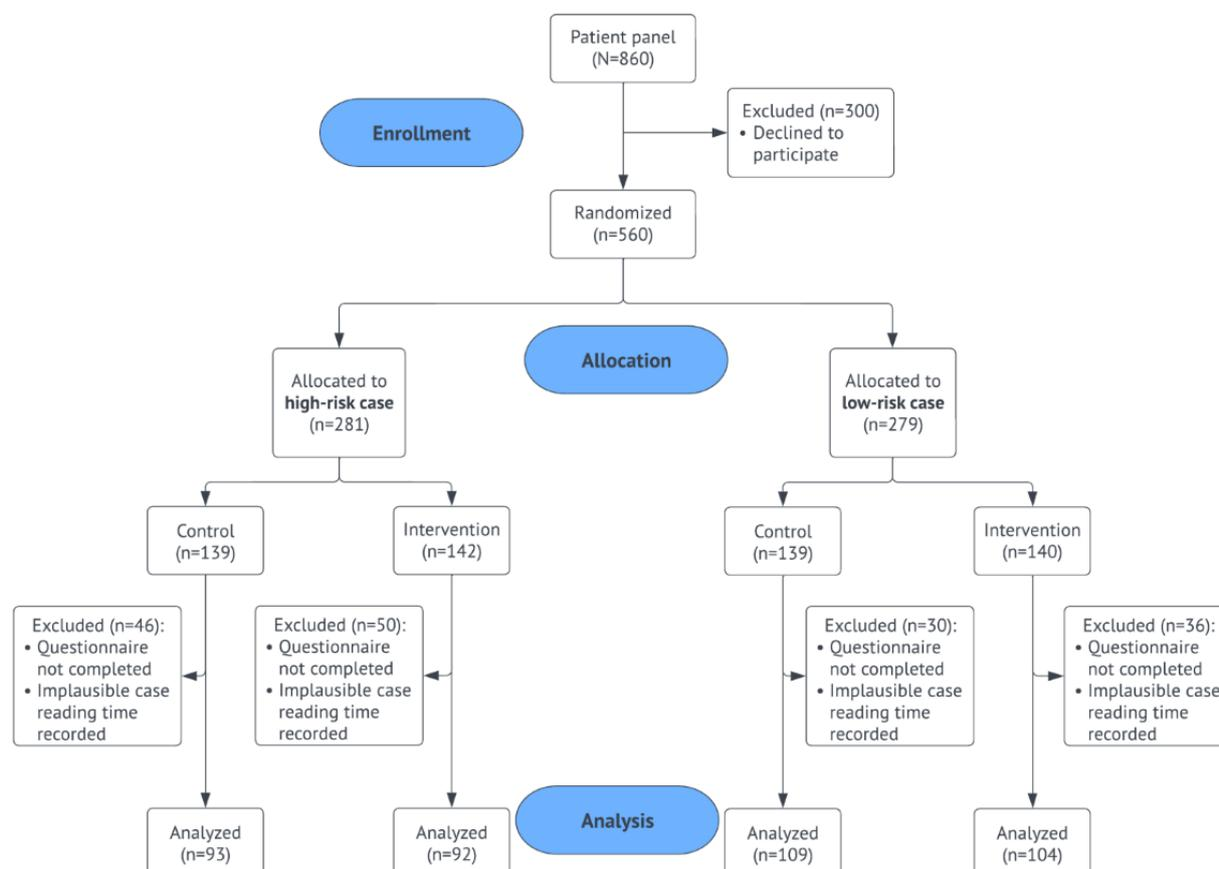 Patient panel
(N=860)
Enrollment
Excluded (n=300)
• Declined to
participate
Randomized
(n=560)
Allocation
Allocated to
high-risk case
(n=281)
Allocated to
low-risk case
(n=279)
Control
(n=139)
Intervention
(n=142)
Control
(n=139)
Intervention
(n=140)
Excluded (n=46):
• Questionnaire
not completed
• Implausible case
reading time
recorded
Excluded (n=50):
• Questionnaire
not completed
• Implausible case
reading time
recorded
Excluded (n=30):
• Questionnaire
not completed
• Implausible case
reading time
recorded
Excluded (n=36):
• Questionnaire
not completed
• Implausible case
reading time
recorded
Analysis
Analyzed
(n=93)
Analyzed
(n=92)
Analyzed
(n=109)
Analyzed
(n=104)